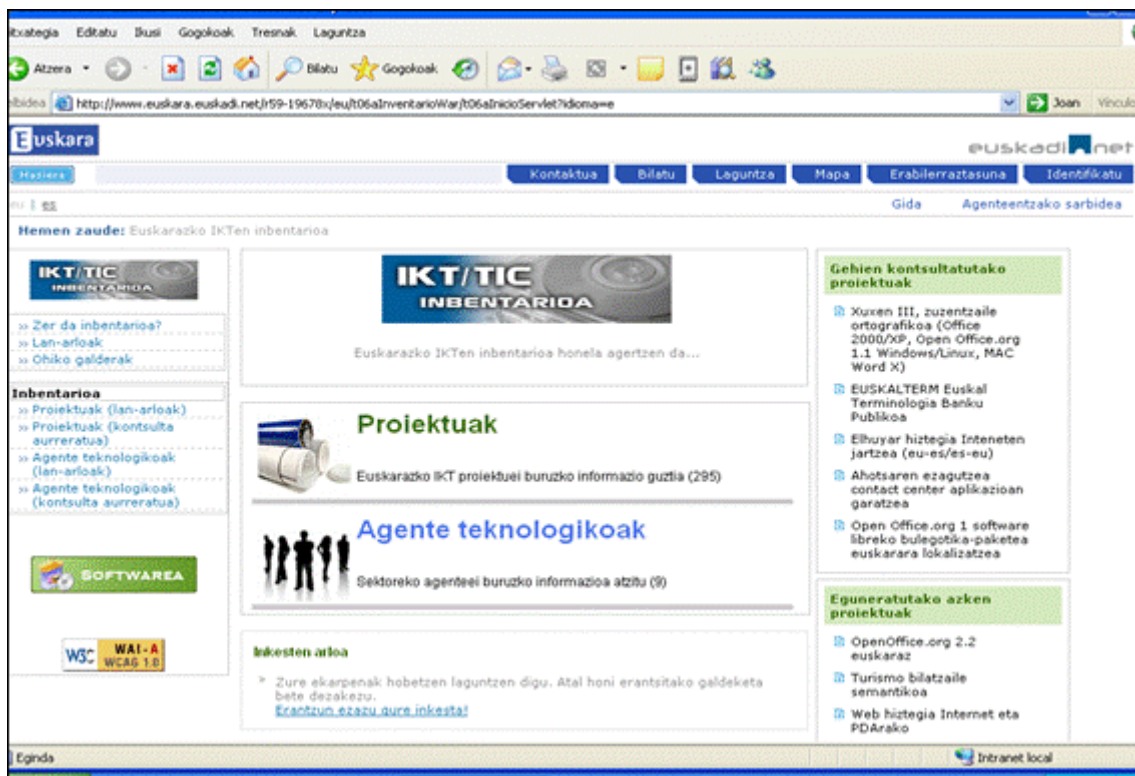 Editatu Ikusi Gogokoak Tresnak Laguntza
Atzera Bilatu Gogokoak
http://www.euskara.euskadi.net/r59-19678x/eu/t06aInventarioWar/t06aInicioServlet?idioma=e Joan
Euskara
euskadi.net
Hasiera Kontaktua Bilatu Laguntza Mapa Erabilerraztasuna Identifikatu
eu | es Gida Agenteentzako sarbidea
Hemen zaude: Euskarazko IKTen inbentarioa
IKT/TIC
INBENTARIOA
» Zer da inbentarioa?
» Lan-arloak
» Ohiko galderak
Inbentarioa
» Proiektuak (lan-arloak)
» Proiektuak (kontsulta
aurreratua)
» Agente teknologikoak
(lan-arloak)
» Agente teknologikoak
(kontsulta aurreratua)
SOFTWAREA
W3C WAI-A
WCAG 1.0
IKT/TIC
INBENTARIOA
Euskarazko IKTen inbentarioa honela agertzen da...
Proiektuak
Euskarazko IKT proiektuei buruzko informazio guztia (295)
Agente teknologikoak
Sektoreko agenteei buruzko informazioa atzitu (9)
Inkesten arloa
Zure ekarpenak hobetzen laguntzen digu. Atal honi erantsitako galdeketa
bete dezakezu.
Erantzun ezazu gure inkesta!
Gehien kontsultatutako
proiektuak
Xuxen III, zuzentzaile
ortografikoa (Office
2000/XP, Open Office.org
1.1 Windows/Linux, MAC
Word X)
EUSKALTERM Euskal
Terminologia Banku
Publikoa
Elhuyar hiztegia Inteneten
jartzea (eu-es/es-eu)
Ahotsaren ezagutzea
contact center aplikazioan
garatzea
Open Office.org 1 software
libreko bulegotika-paketea
euskarara lokalizatzea
Eguneratutako azken
proiektuak
OpenOffice.org 2.2
euskaraz
Turismo bilatzaile
semantikoa
Web hiztegia Internet eta
PDArako
Eginda Intranet local